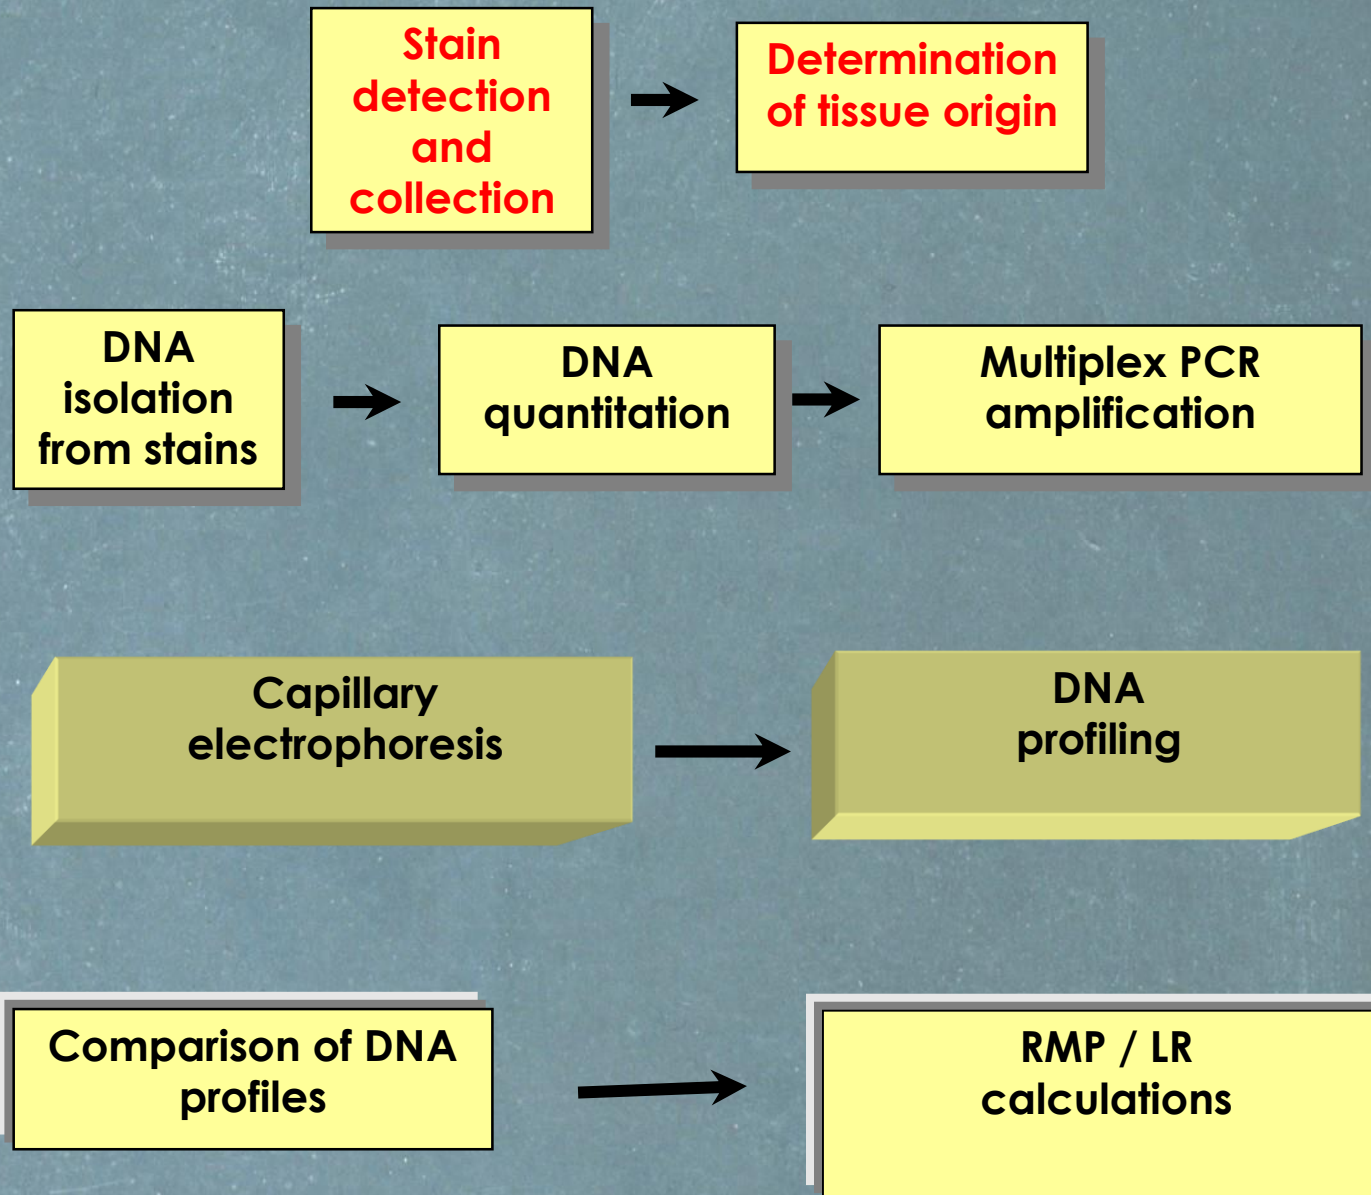 Stain
detection
and
collection
Determination
of tissue origin
DNA
isolation
from stains
DNA
quantitation
Multiplex PCR
amplification
Capillary
electrophoresis
DNA
profiling
Comparison of DNA
profiles
RMP / LR
calculations